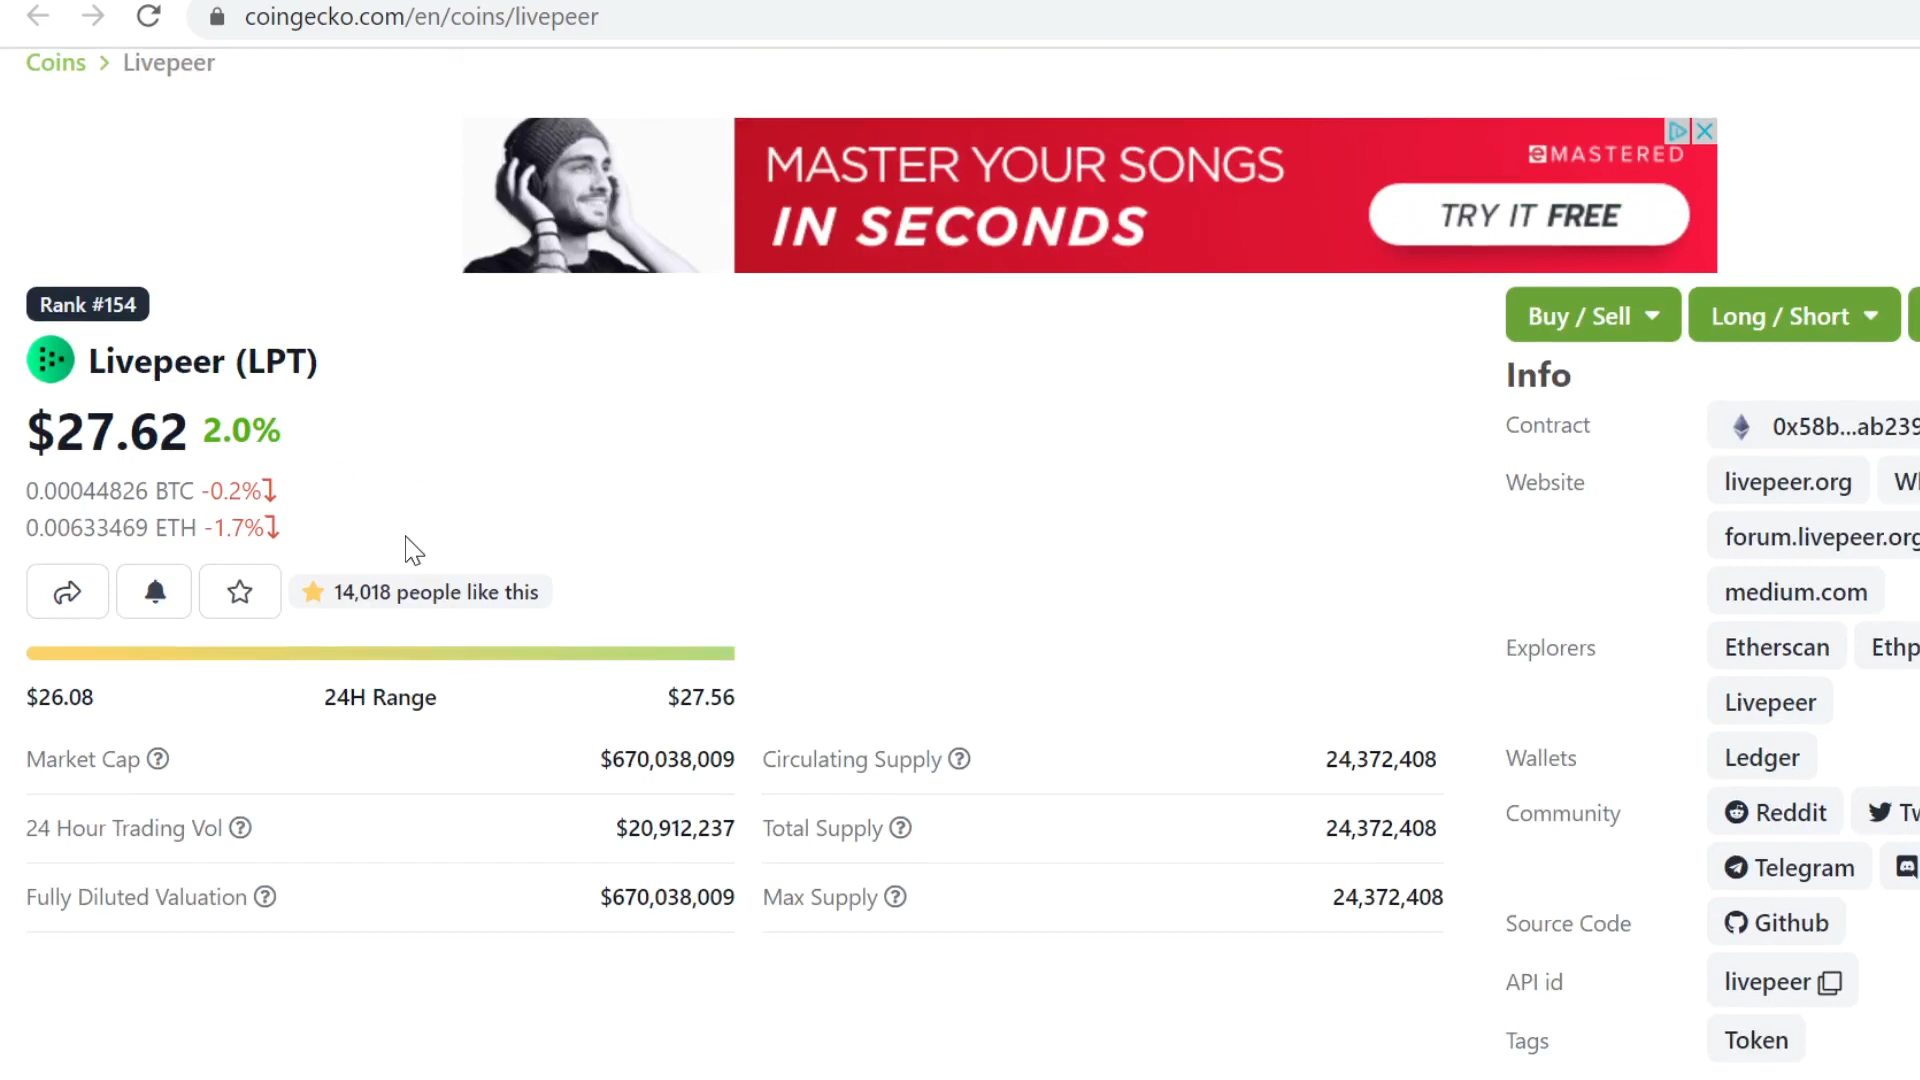 coingecko.com/en/coins/livepeer
Coins > Livepeer
MASTER YOUR SONGS
IN SECONDS
eMASTERED
TRY IT FREE
Rank #154
Livepeer (LPT)
$27.62 2.0%
0.00044826 BTC -0.2%
0.00633469 ETH -1.7%
14,018 people like this
$26.08 24H Range $27.56
Market Cap $670,038,009
24 Hour Trading Vol $20,912,237
Fully Diluted Valuation $670,038,009
Circulating Supply 24,372,408
Total Supply 24,372,408
Max Supply 24,372,408
Buy / Sell Long / Short
Info
Contract 0x58b...ab239
Website livepeer.org
forum.livepeer.org
medium.com
Explorers Etherscan Ethp
Livepeer
Wallets Ledger
Community Reddit Tw
Telegram
Source Code Github
API id livepeer
Tags Token